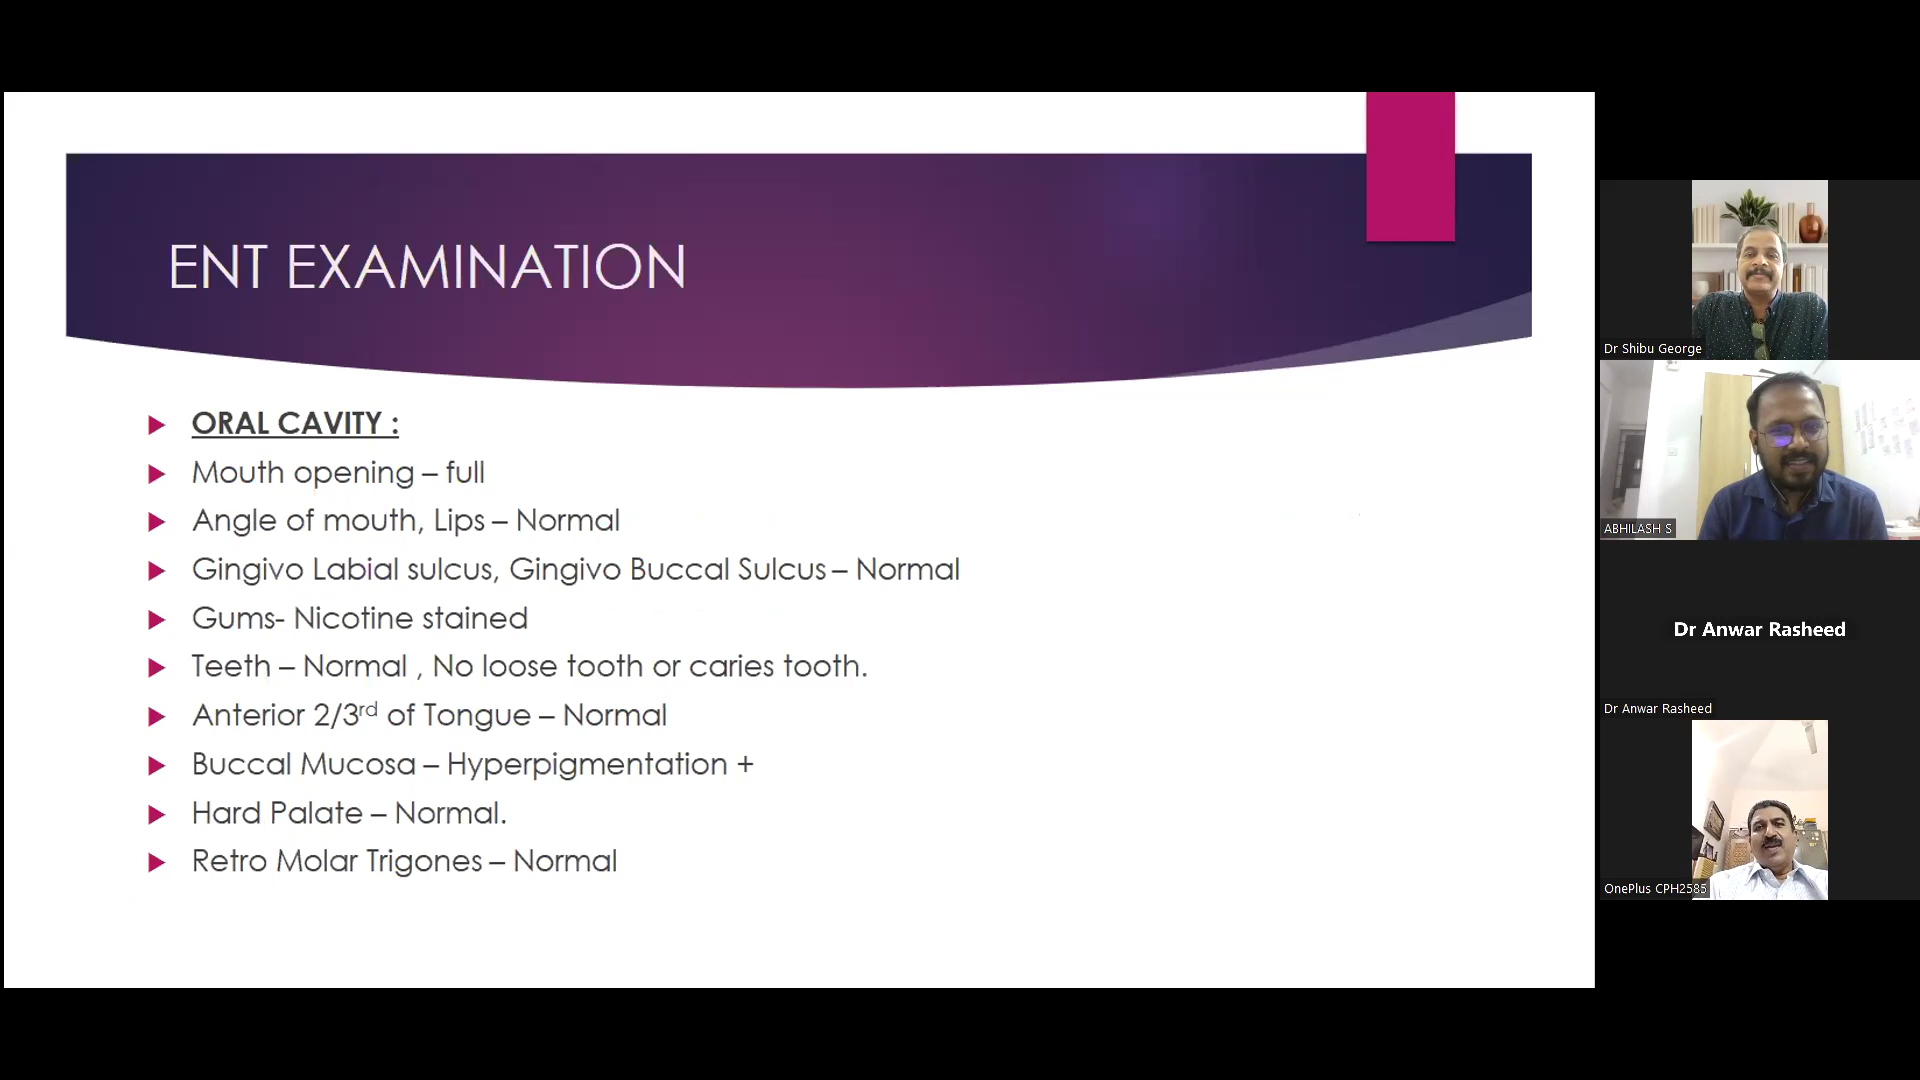 ENT EXAMINATION
ORAL CAVITY :
Mouth opening – full
Angle of mouth, Lips – Normal
Gingivo Labial sulcus, Gingivo Buccal Sulcus – Normal
Gums- Nicotine stained
Teeth – Normal , No loose tooth or caries tooth.
Anterior 2/3rd of Tongue – Normal
Buccal Mucosa – Hyperpigmentation +
Hard Palate – Normal.
Retro Molar Trigones – Normal
Dr Shibu George
ABHILASH S
Dr Anwar Rasheed
Dr Anwar Rasheed
OnePlus CPH2585